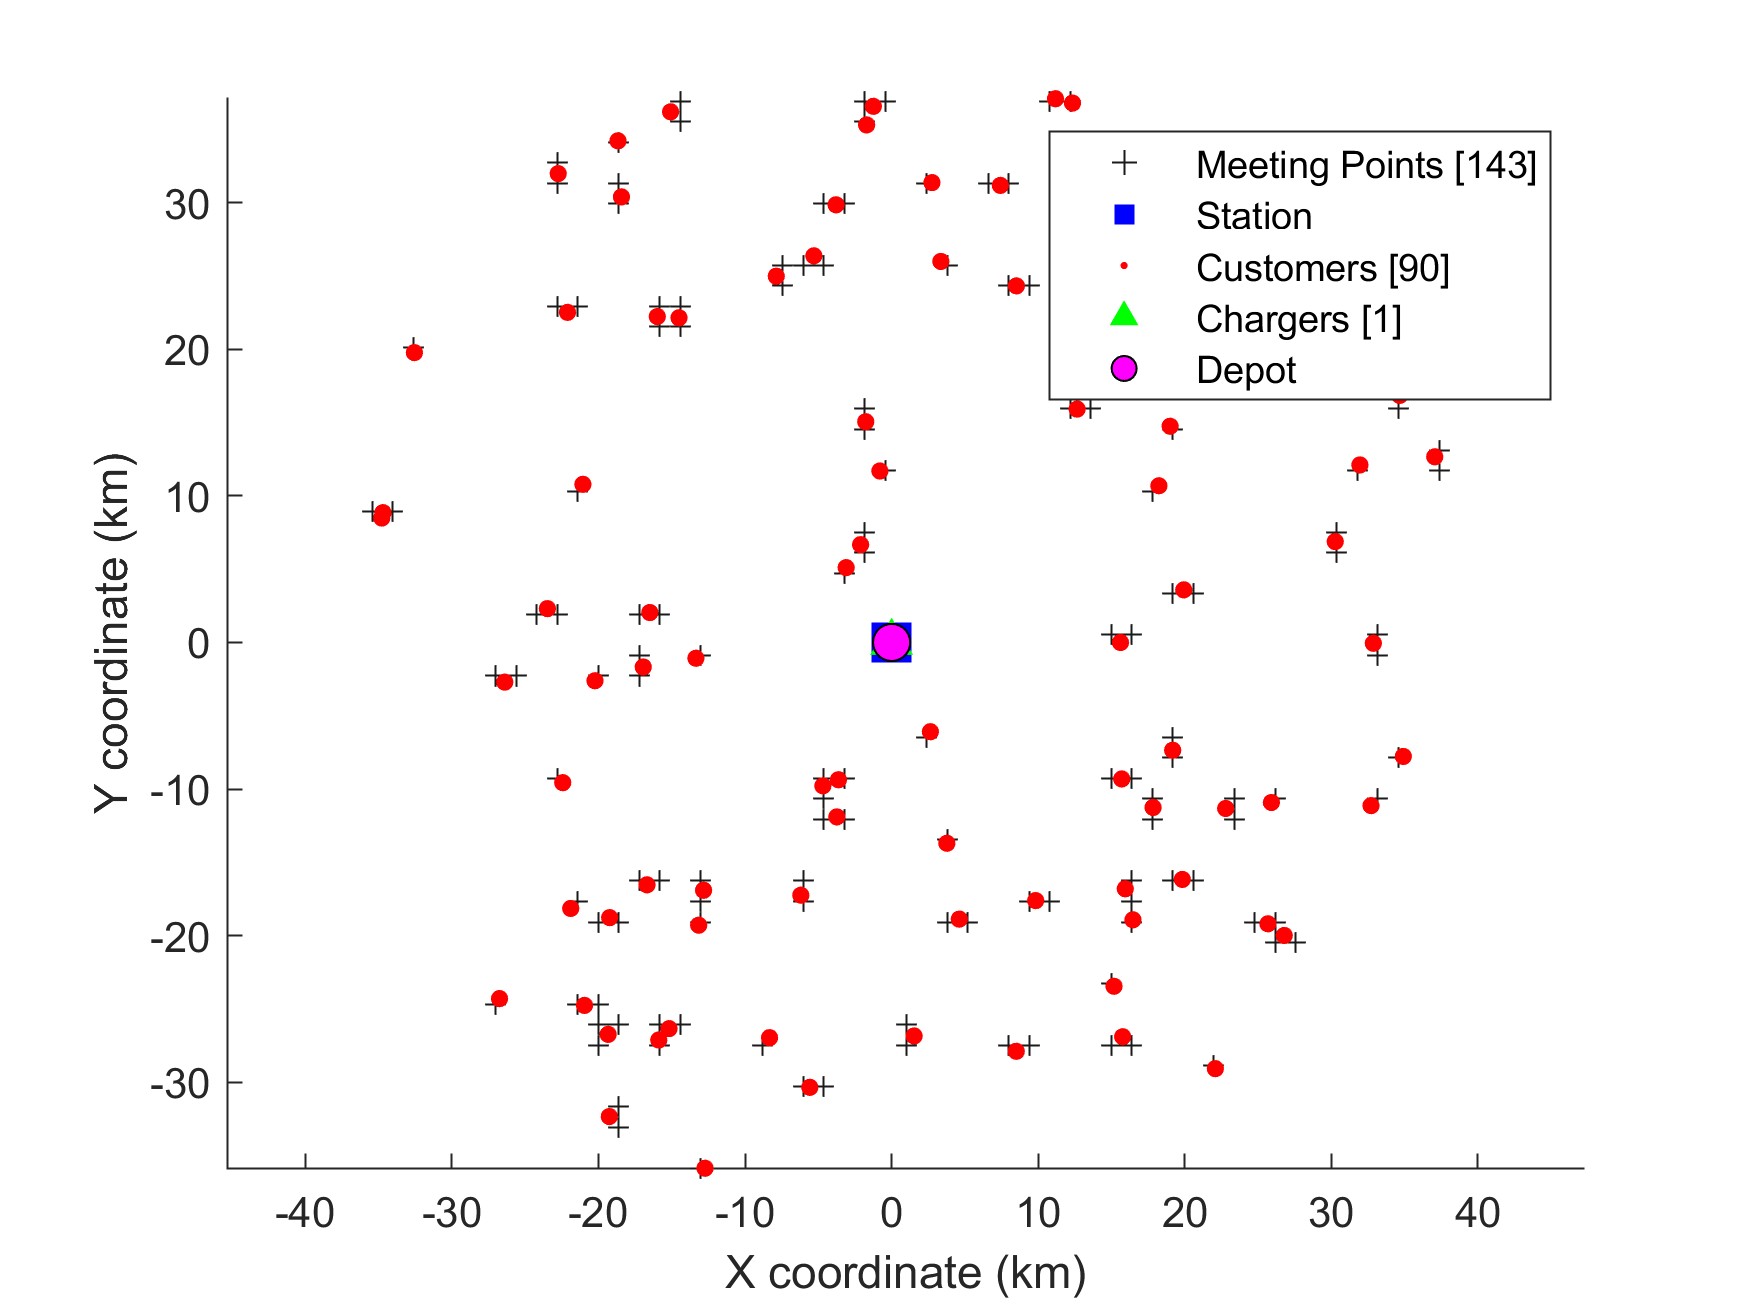 Meeting Points [143]
Station
Customers [90]
Chargers [1]
Depot
30
20
10
0
-10
-20
-30
Y coordinate (km)
-40 -30 -20 -10 0 10 20 30 40
X coordinate (km)